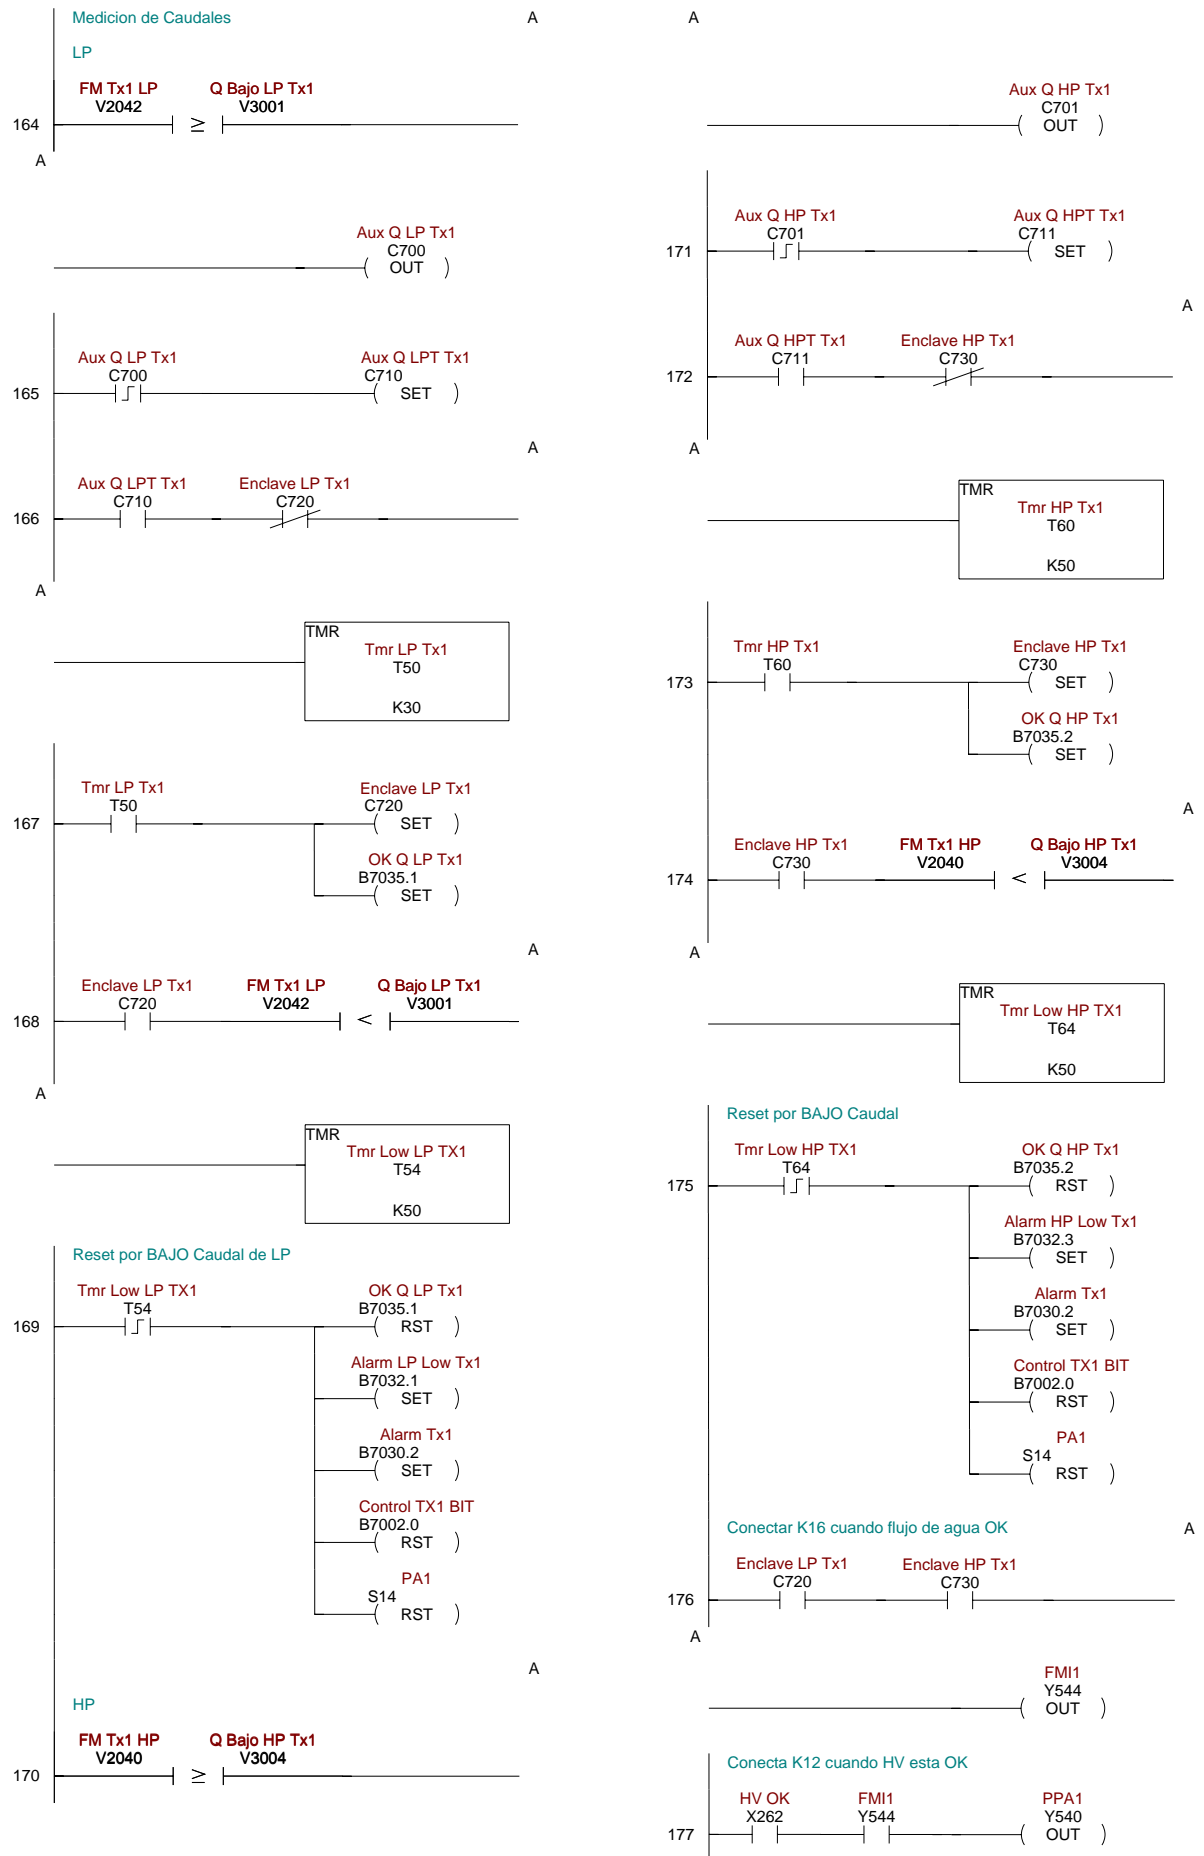 Medicion de Caudales
A
LP
FM Tx1 LP
Q Bajo LP Tx1
V2042
V3001
164
≥
A
Aux Q LP Tx1
C700
OUT
Aux Q LP Tx1
Aux Q LPT Tx1
C700
C710
165
SET
A
Aux Q LPT Tx1
Enclave LP Tx1
C710
C720
166
A
TMR
Tmr LP Tx1
T50
K30
Tmr LP Tx1
Enclave LP Tx1
T50
C720
167
SET
OK Q LP Tx1
B7035.1
SET
A
Enclave LP Tx1
FM Tx1 LP
Q Bajo LP Tx1
C720
V2042
V3001
168
<
A
TMR
Tmr Low LP TX1
T54
K50
Reset por BAJO Caudal de LP
Tmr Low LP TX1
OK Q LP Tx1
T54
B7035.1
169
RST
Alarm LP Low Tx1
B7032.1
SET
Alarm Tx1
B7030.2
SET
Control TX1 BIT
B7002.0
RST
PA1
S14
RST
A
HP
FM Tx1 HP
Q Bajo HP Tx1
V2040
V3004
170
≥
A
Aux Q HP Tx1
C701
OUT
Aux Q HP Tx1
Aux Q HPT Tx1
C701
C711
171
SET
A
Aux Q HPT Tx1
Enclave HP Tx1
C711
C730
172
A
TMR
Tmr HP Tx1
T60
K50
Tmr HP Tx1
Enclave HP Tx1
T60
C730
173
SET
OK Q HP Tx1
B7035.2
SET
A
Enclave HP Tx1
FM Tx1 HP
Q Bajo HP Tx1
C730
V2040
V3004
174
<
A
TMR
Tmr Low HP TX1
T64
K50
Reset por BAJO Caudal
Tmr Low HP TX1
OK Q HP Tx1
T64
B7035.2
175
RST
Alarm HP Low Tx1
B7032.3
SET
Alarm Tx1
B7030.2
SET
Control TX1 BIT
B7002.0
RST
PA1
S14
RST
Conectar K16 cuando flujo de agua OK
A
Enclave LP Tx1
Enclave HP Tx1
C720
C730
176
A
FMI1
Y544
OUT
Conecta K12 cuando HV esta OK
HV OK
FMI1
PPA1
X262
Y544
Y540
177
OUT